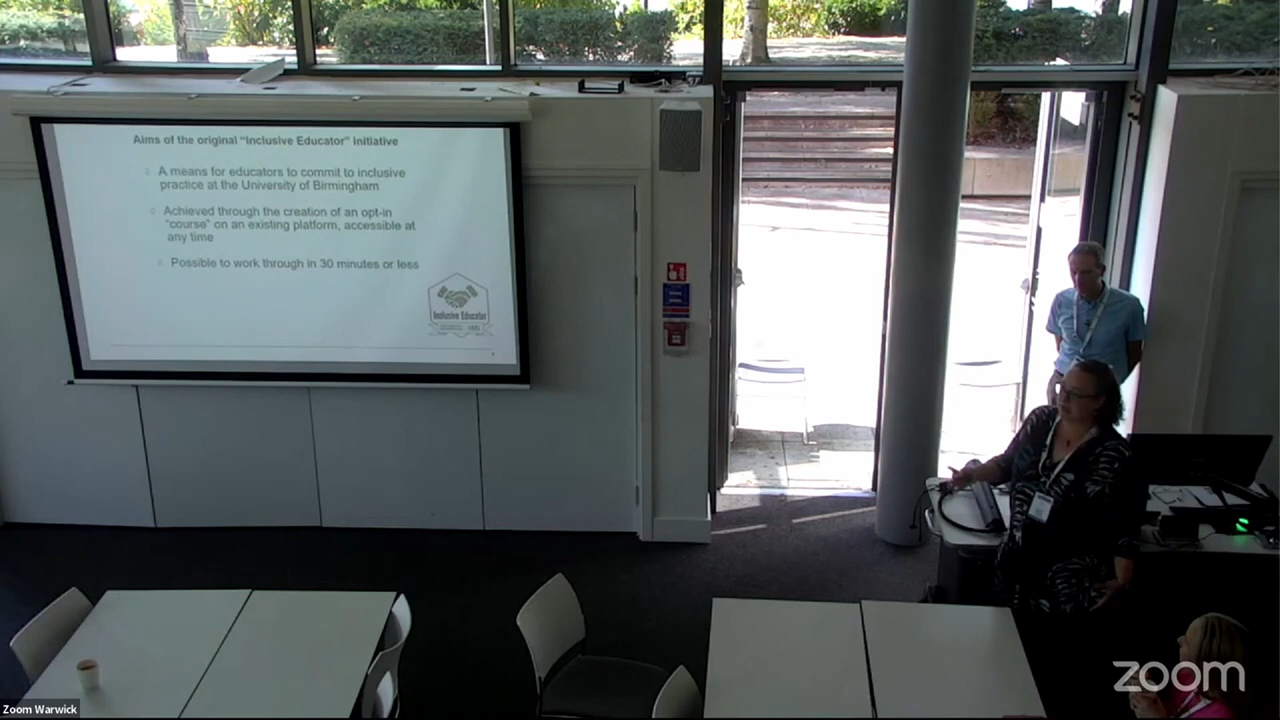 Aims of the original "Inclusive Educator" initiative
A means for educators to commit to inclusive
practice at the University of Birmingham
Achieved through the creation of an opt-in
"course" on an existing platform, accessible at
any time
Possible to work through in 30 minutes or less
Inclusive Educator
zoom
Zoom Warwick